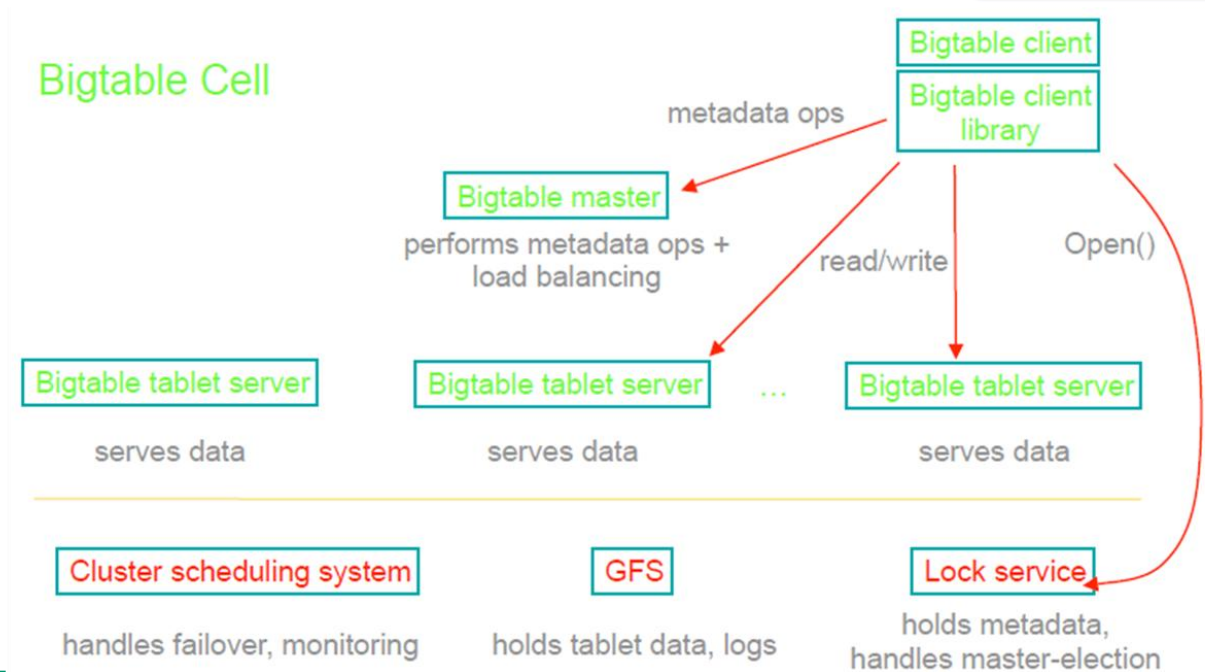 Bigtable Cell
Bigtable client
Bigtable client
library
metadata ops
Bigtable master
performs metadata ops +
load balancing
read/write
Open()
Bigtable tablet server
Bigtable tablet server
...
Bigtable tablet server
serves data
serves data
serves data
Cluster scheduling system
GFS
Lock service
handles failover, monitoring
holds tablet data, logs
holds metadata,
handles master-election